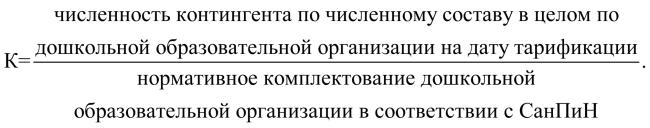 численность контингента по численному составу в целом по
дошкольной образовательной организации на дату тарификации
К=
нормативное комплектование дошкольной
образовательной организации в соответствии с СанПиН
.